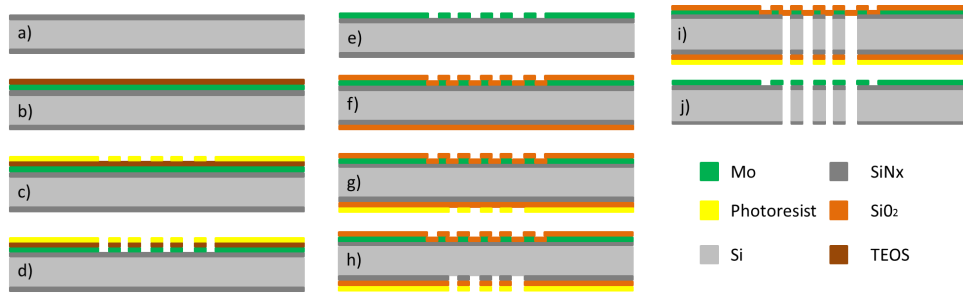 a)
b)
c)
d)
e)
f)
g)
h)
i)
j)
Mo
SiNx
Photoresist
Si0₂
Si
TEOS